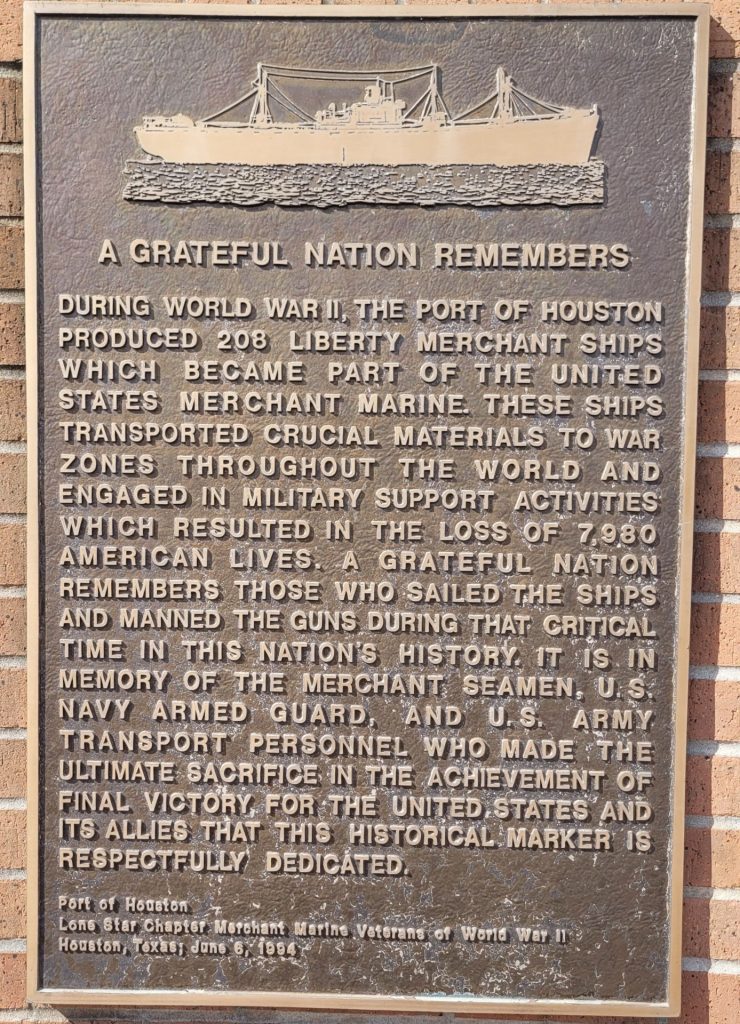 A GRATEFUL NATION REMEMBERS
DURING WORLD WAR II, THE PORT OF HOUSTON
PRODUCED 208 LIBERTY MERCHANT SHIPS
WHICH BECAME PART OF THE UNITED
STATES MERCHANT MARINE. THESE SHIPS
TRANSPORTED CRUCIAL MATERIALS TO WAR
ZONES THROUGHOUT THE WORLD AND
ENGAGED IN MILITARY SUPPORT ACTIVITIES
WHICH RESULTED IN THE LOSS OF 7,980
AMERICAN LIVES. A GRATEFUL NATION
REMEMBERS THOSE WHO SAILED THE SHIPS
AND MANNED THE GUNS DURING THAT CRITICAL
TIME IN THIS NATION'S HISTORY. IT IS IN
MEMORY OF THE MERCHANT SEAMEN, U.S.
NAVY ARMED GUARD, AND U.S. ARMY
TRANSPORT PERSONNEL WHO MADE THE
ULTIMATE SACRIFICE IN THE ACHIEVEMENT OF
FINAL VICTORY FOR THE UNITED STATES AND
ITS ALLIES THAT THIS HISTORICAL MARKER IS
RESPECTFULLY DEDICATED.
Port of Houston
Lone Star Chapter Merchant Marine Veterans of World War II
Houston, Texas; June 6, 1994